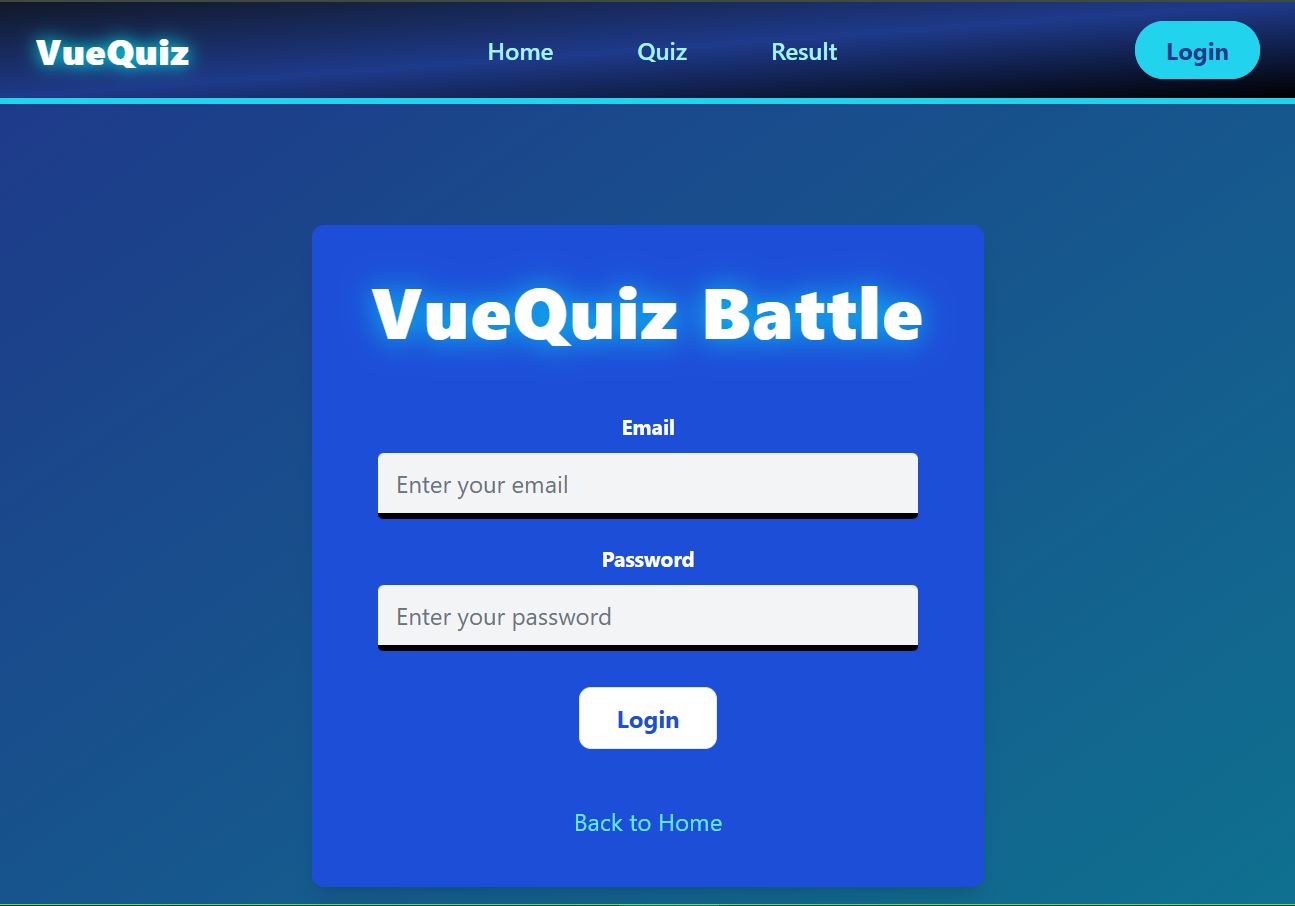 VueQuiz
Home Quiz Result
Login
VueQuiz Battle
Email
Enter your email
Password
Enter your password
Login
Back to Home